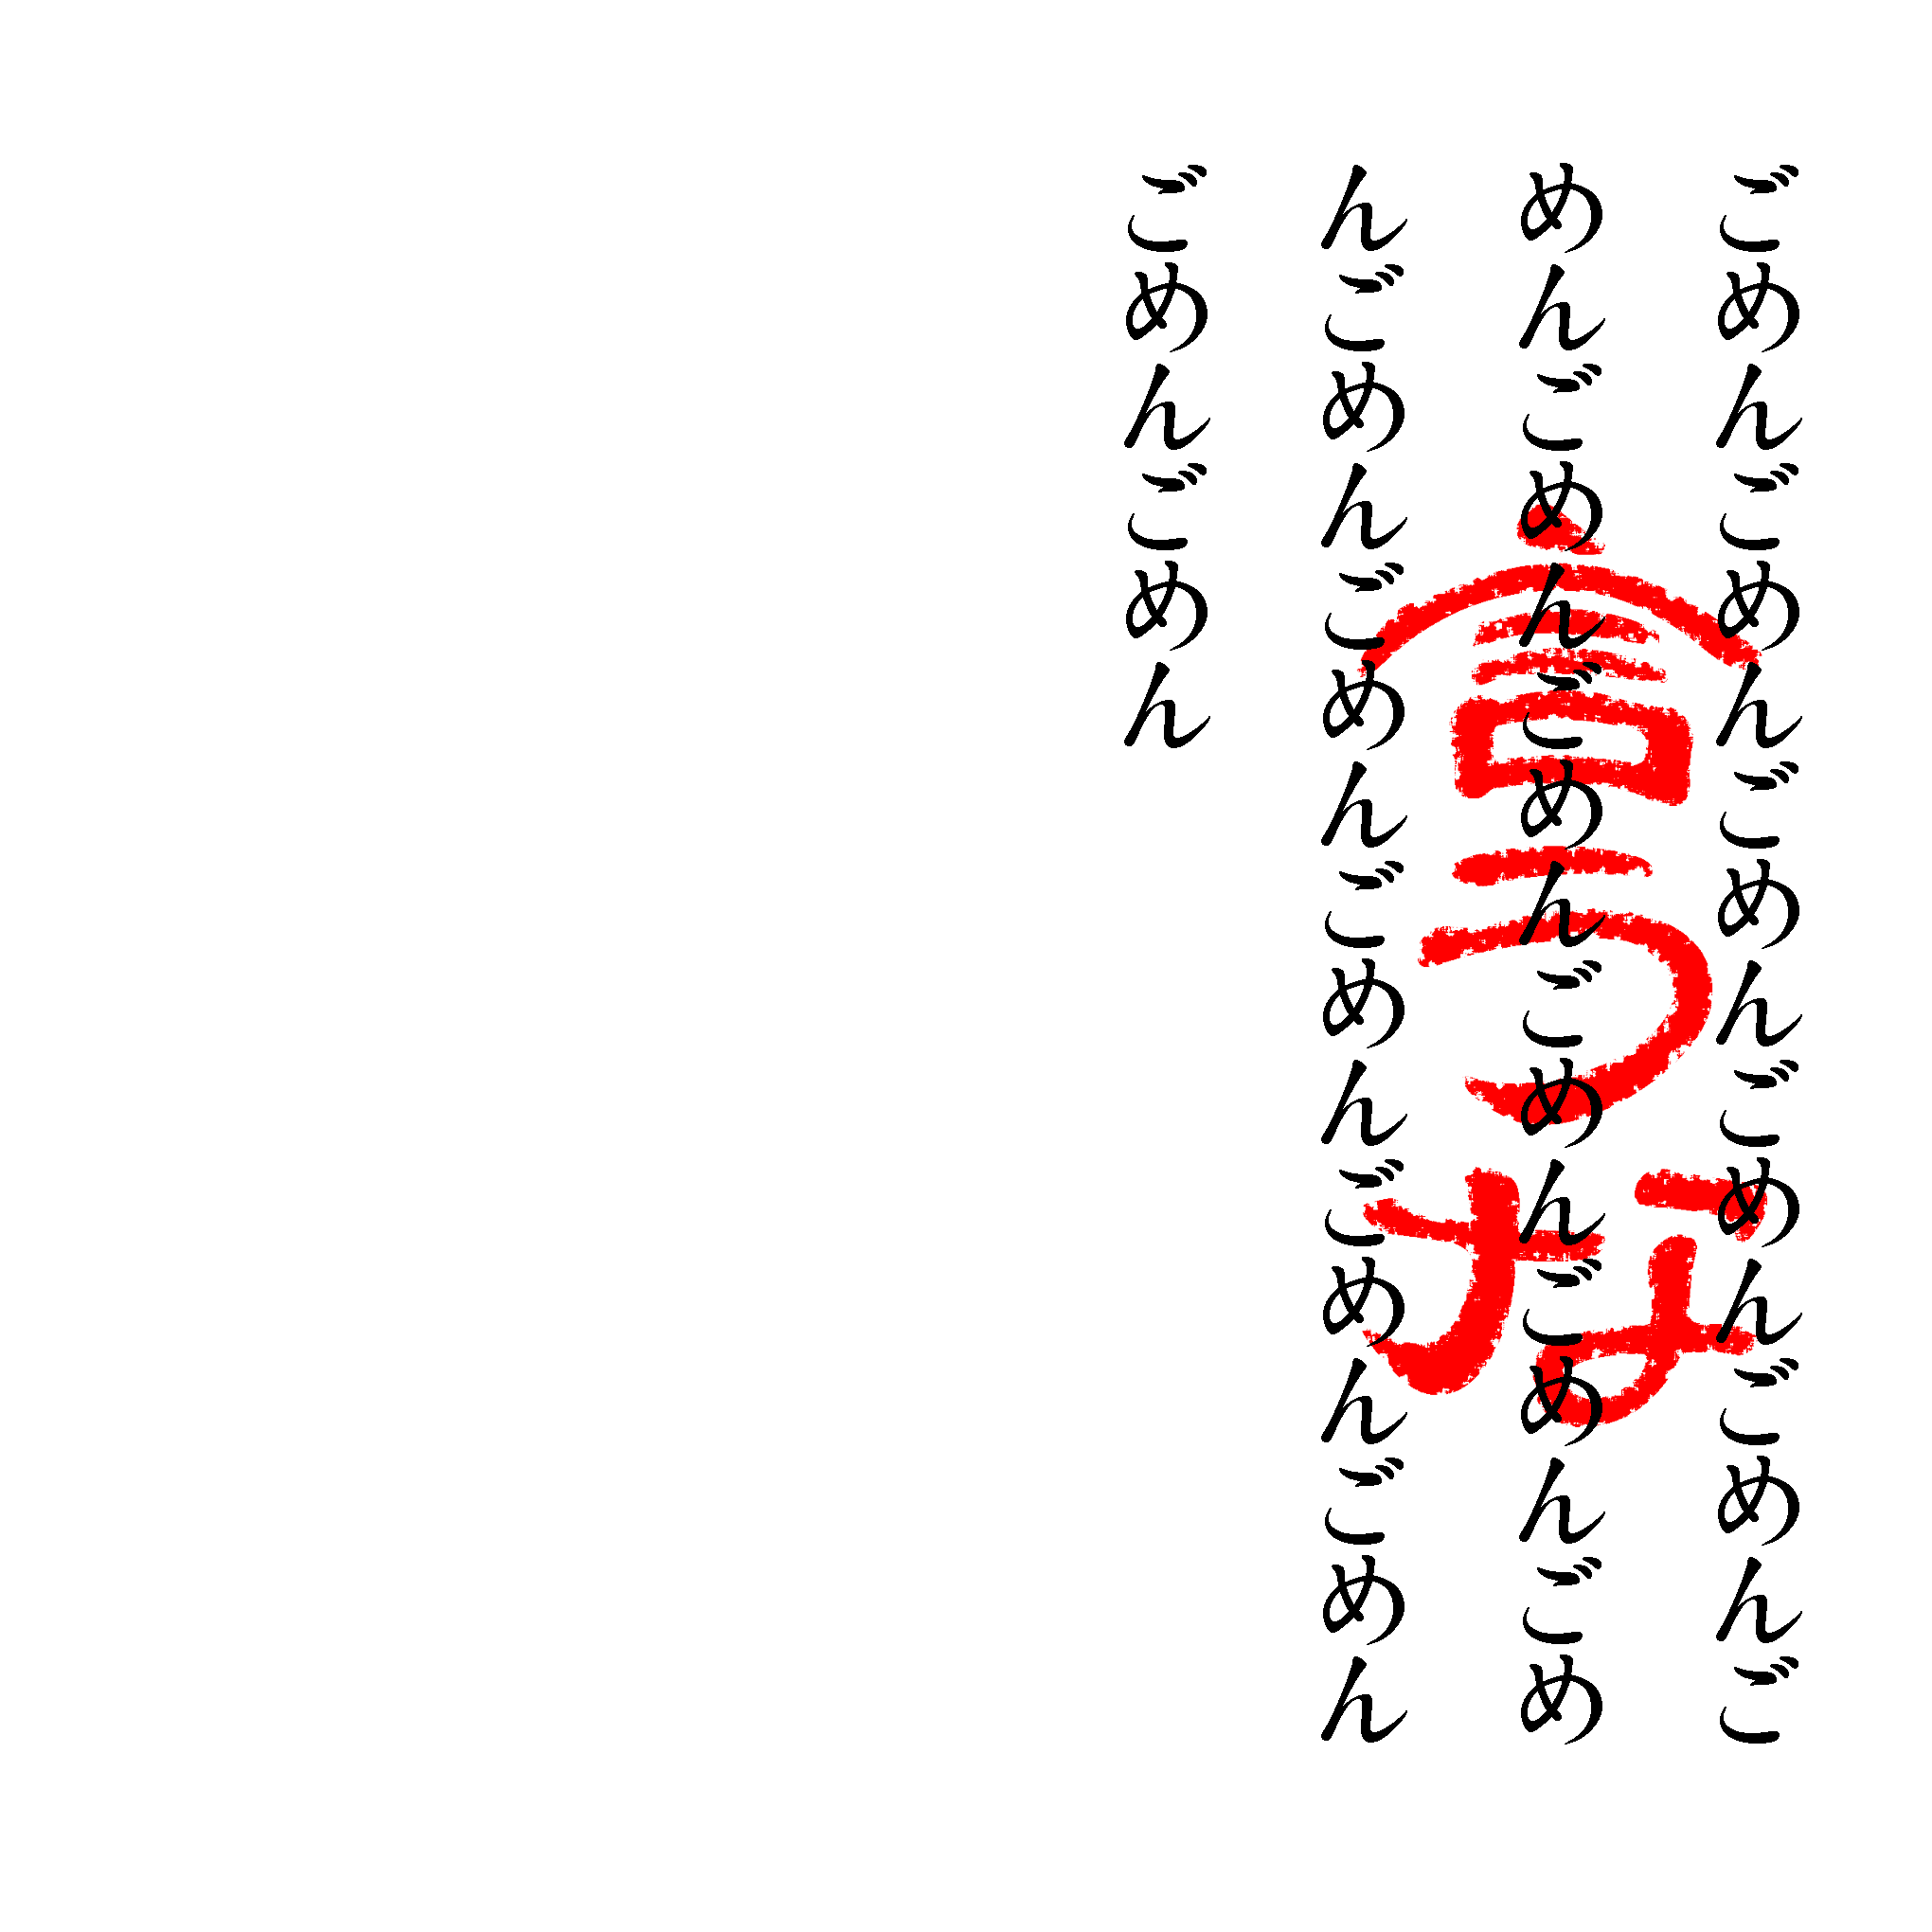 ごめんごめんごめんごめんごめんご
めんごめんごめんごめんごめんごめ
んごめんごめんごめんごめんごめん
ごめんごめん
言うな